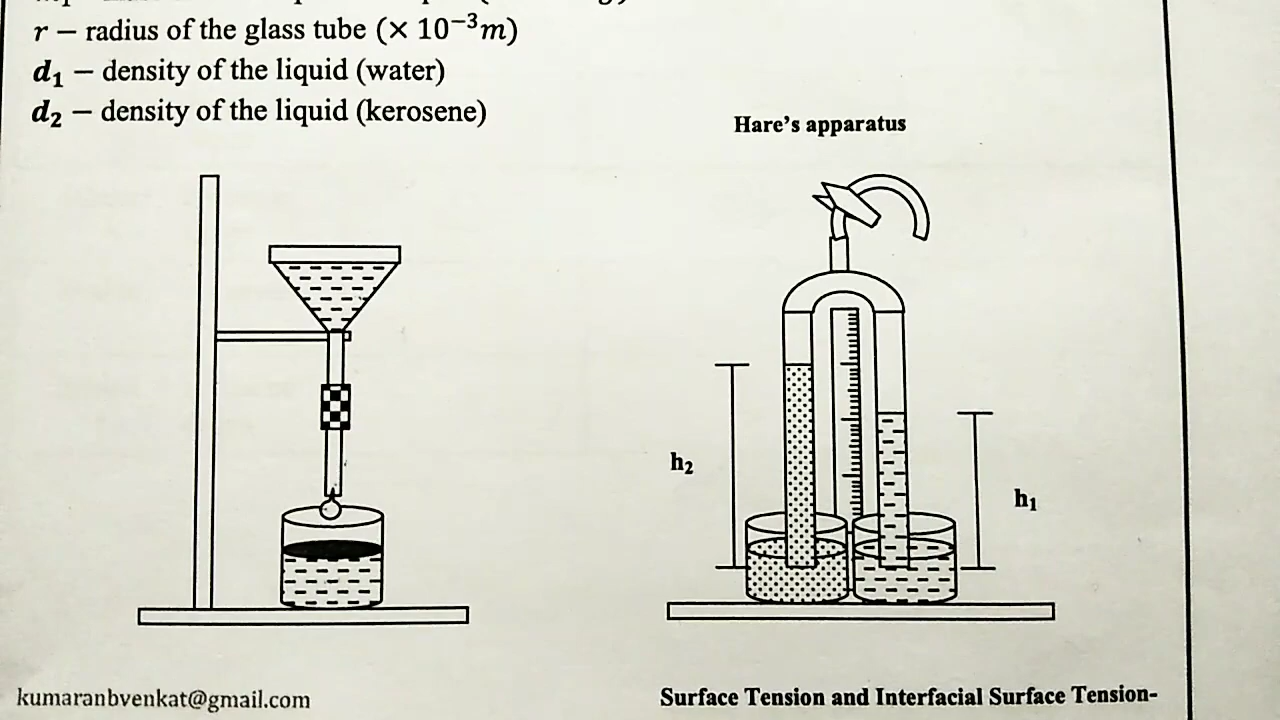 r – radius of the glass tube (× 10⁻³m)
d₁ – density of the liquid (water)
d₂ – density of the liquid (kerosene)
Hare's apparatus
h₂
h₁
kumaranbvenkat@gmail.com
Surface Tension and Interfacial Surface Tension-